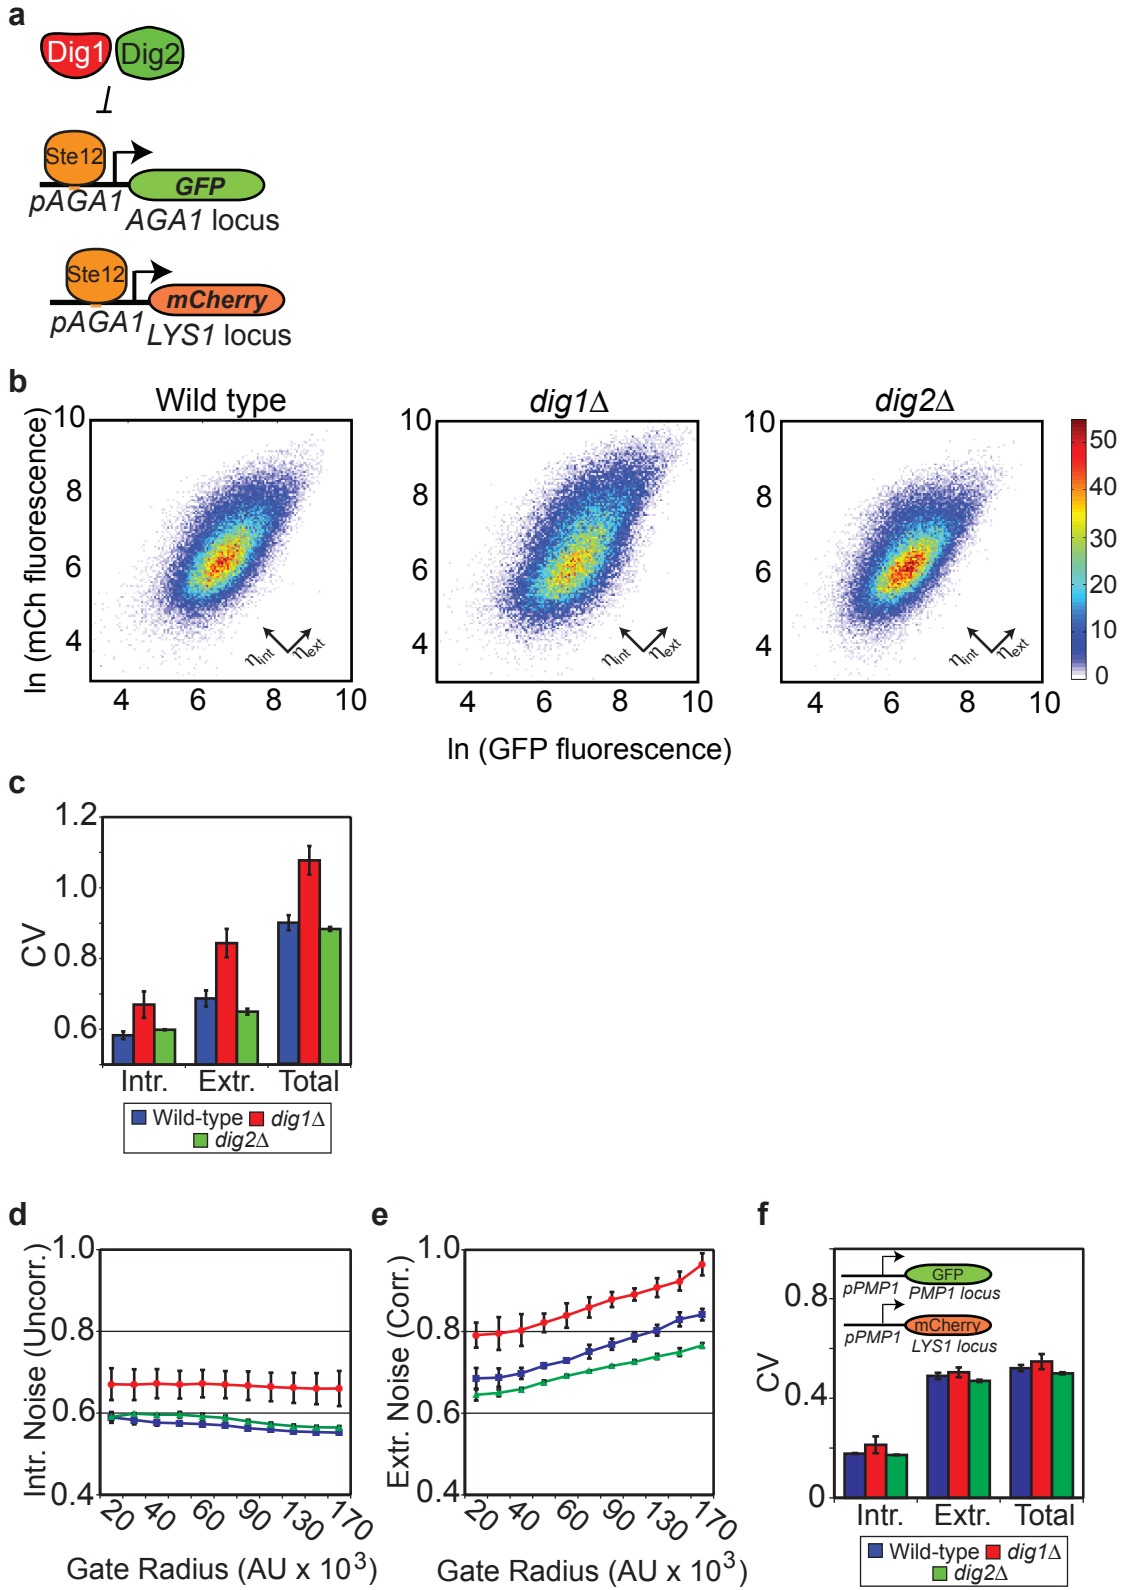 a
Dig1 Dig2
Ste12
GFP
pAGA1
AGA1 locus
Ste12
mCherry
pAGA1
LYS1 locus
b
Wild type dig1Δ dig2Δ
ln (mCh fluorescence)
10
8
6
4
ηint ηext
4 6 8 10
10
8
6
4
ηint ηext
4 6 8 10
10
8
6
4
ηint ηext
4 6 8 10
50
40
30
20
10
0
ln (GFP fluorescence)
c
CV
1.2
1.0
0.8
0.6
Intr. Extr. Total
Wild-type dig1Δ
dig2Δ
d
Intr. Noise (Uncorr.)
1.0
0.8
0.6
0.4
20 40 60 90 130 170
Gate Radius (AU x 10³)
e
Extr. Noise (Corr.)
1.0
0.8
0.6
0.4
20 40 60 90 130 170
Gate Radius (AU x 10³)
f
CV
0.8
0.4
0
GFP
pPMP1 PMP1 locus
mCherry
pPMP1 LYS1 locus
Intr. Extr. Total
Wild-type dig1Δ
dig2Δ